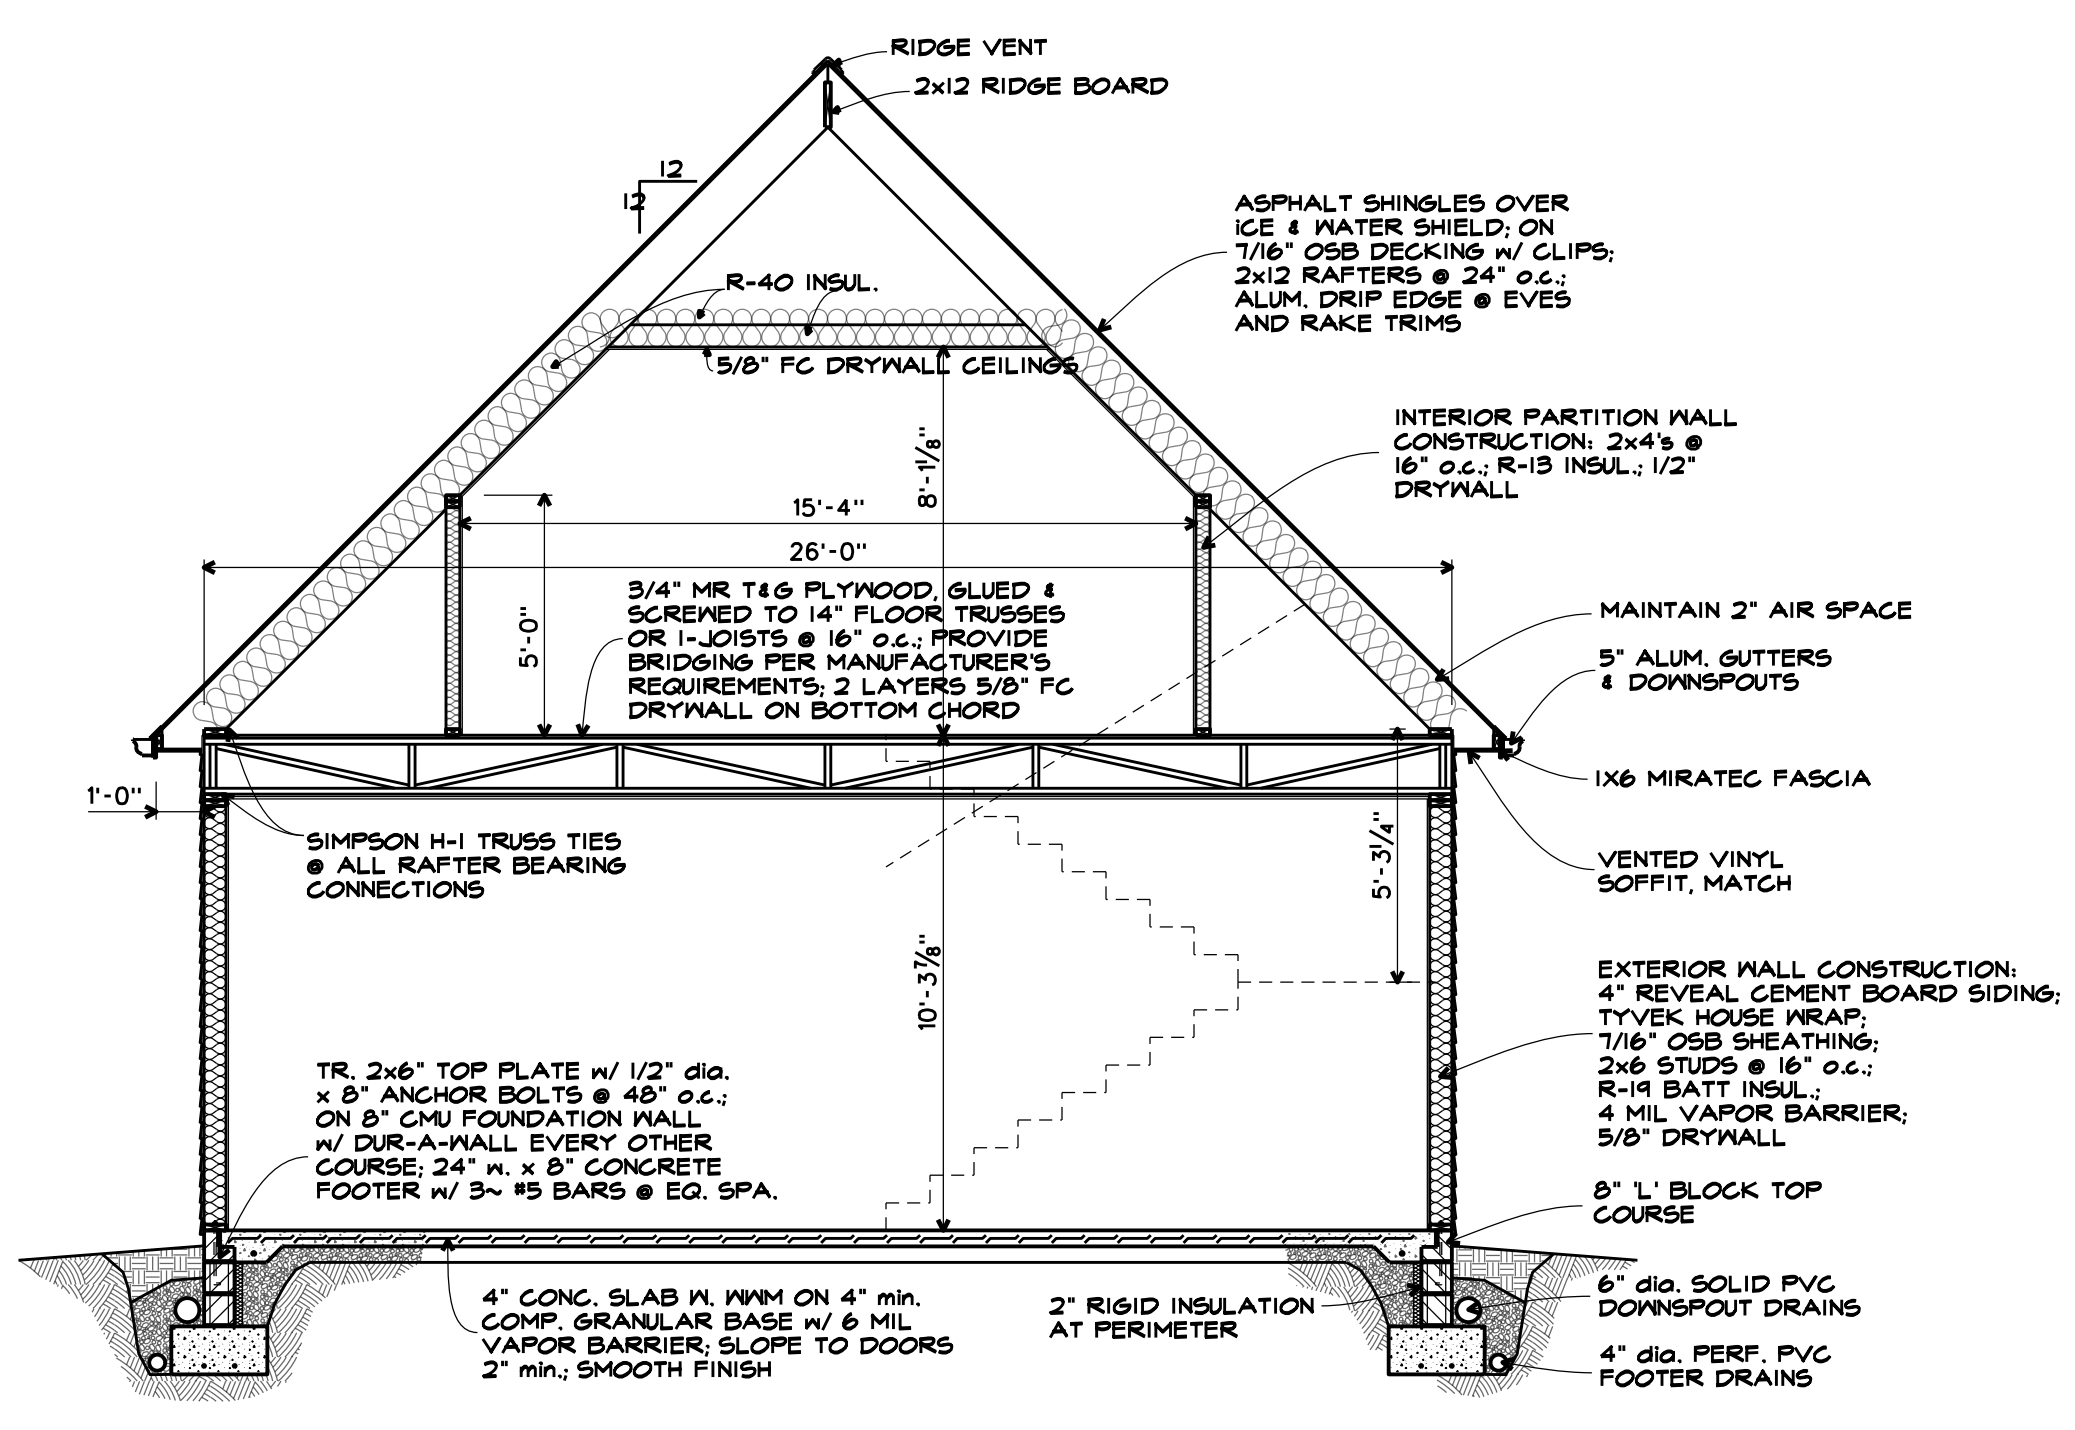 RIDGE VENT
2x12 RIDGE BOARD
12
12
ASPHALT SHINGLES OVER
iCE & WATER SHIELD; ON
7/16" OSB DECKING w/ CLIPS;
2x12 RAFTERS @ 24" o.c.;
ALUM. DRIP EDGE @ EVES
AND RAKE TRIMS
R-40 INSUL.
5/8" FC DRYWALL CEILINGS
INTERIOR PARTITION WALL
CONSTRUCTION: 2x4's @
16" o.c.; R-13 INSUL.; 1/2"
DRYWALL
8'-1 1/8"
15'-4"
26'-0"
5'-0"
3/4" MR T&G PLYWOOD, GLUED &
SCREWED TO 14" FLOOR TRUSSES
OR I-JOISTS @ 16" o.c.; PROVIDE
BRIDGING PER MANUFACTURER'S
REQUIREMENTS; 2 LAYERS 5/8" FC
DRYWALL ON BOTTOM CHORD
MAINTAIN 2" AIR SPACE
5" ALUM. GUTTERS
& DOWNSPOUTS
1X6 MIRATEC FASCIA
1'-0"
SIMPSON H-1 TRUSS TIES
@ ALL RAFTER BEARING
CONNECTIONS
5'-3 1/4"
VENTED VINYL
SOFFIT, MATCH
10'-3 7/8"
EXTERIOR WALL CONSTRUCTION:
4" REVEAL CEMENT BOARD SIDING;
TYVEK HOUSE WRAP;
7/16" OSB SHEATHING;
2x6 STUDS @ 16" o.c.;
R-19 BATT INSUL.;
4 MIL VAPOR BARRIER;
5/8" DRYWALL
TR. 2x6" TOP PLATE w/ 1/2" dia.
x 8" ANCHOR BOLTS @ 48" o.c.;
ON 8" CMU FOUNDATION WALL
w/ DUR-A-WALL EVERY OTHER
COURSE; 24" w. x 8" CONCRETE
FOOTER w/ 3~ #5 BARS @ EQ. SPA.
8" 'L' BLOCK TOP
COURSE
4" CONC. SLAB W. WWM ON 4" min.
COMP. GRANULAR BASE w/ 6 MIL
VAPOR BARRIER; SLOPE TO DOORS
2" min.; SMOOTH FINISH
2" RIGID INSULATION
AT PERIMETER
6" dia. SOLID PVC
DOWNSPOUT DRAINS
4" dia. PERF. PVC
FOOTER DRAINS